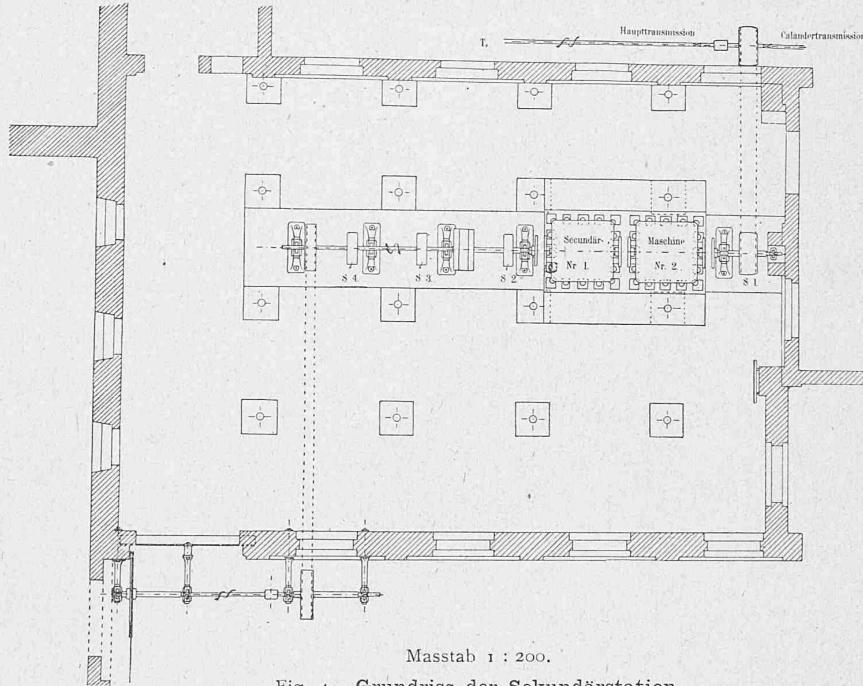 T.
Haupttransmission
Calandertransmission
Secundär-
Maschine
Nr 1.
Nr. 2.
S 4.
S 3.
S 2
S 1.
Masstab 1 : 200.
Grundriss der Sekundärstation